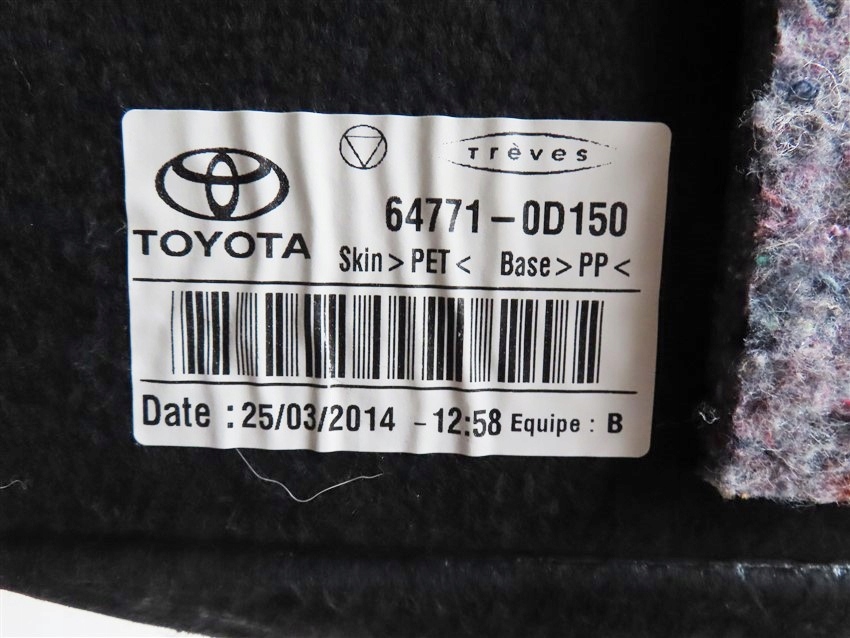 Trèves
TOYOTA
64771-0D150
Skin>PET< Base>PP<
Date : 25/03/2014 - 12:58 Equipe : B